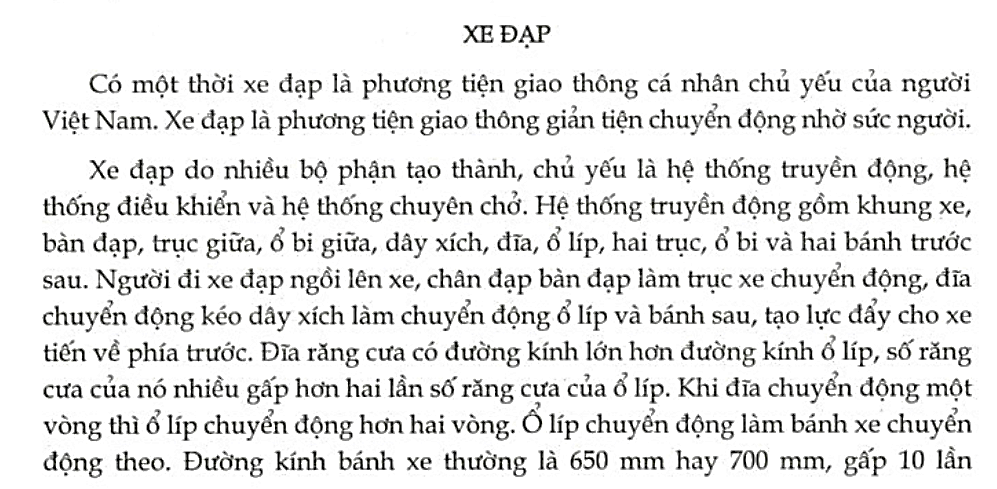 XE ĐẠP
Có một thời xe đạp là phương tiện giao thông cá nhân chủ yếu của người
Việt Nam. Xe đạp là phương tiện giao thông giản tiện chuyển động nhờ sức người.
Xe đạp do nhiều bộ phận tạo thành, chủ yếu là hệ thống truyền động, hệ
thống điều khiển và hệ thống chuyên chở. Hệ thống truyền động gồm khung xe,
bàn đạp, trục giữa, ổ bi giữa, dây xích, đĩa, ổ líp, hai trục, ổ bi và hai bánh trước
sau. Người đi xe đạp ngồi lên xe, chân đạp bàn đạp làm trục xe chuyển động, đĩa
chuyển động kéo dây xích làm chuyển động ổ líp và bánh sau, tạo lực đẩy cho xe
tiến về phía trước. Đĩa răng cưa có đường kính lớn hơn đường kính ổ líp, số răng
cưa của nó nhiều gấp hơn hai lần số răng cưa của ổ líp. Khi đĩa chuyển động một
vòng thì ổ líp chuyển động hơn hai vòng. Ổ líp chuyển động làm bánh xe chuyển
động theo. Đường kính bánh xe thường là 650 mm hay 700 mm, gấp 10 lần